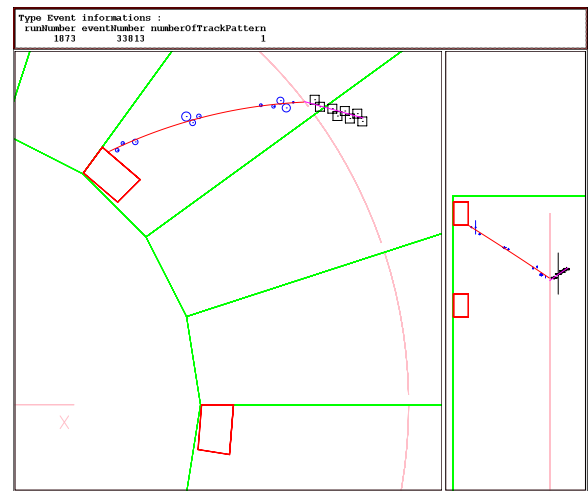 Type Event informations :
runNumber eventNumber numberOfTrackPattern
1873 33813 1
X